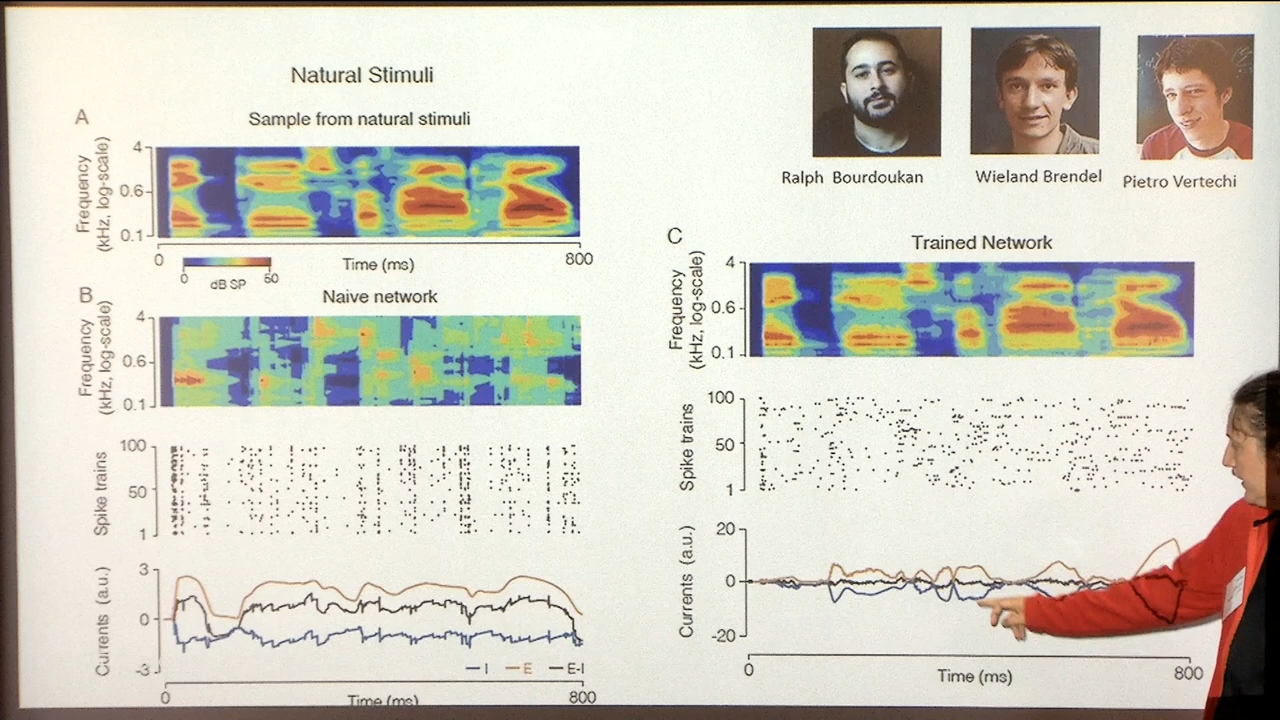 Natural Stimuli
A
Sample from natural stimuli
Frequency
(kHz, log-scale)
4
0.6
0.1
0
Time (ms)
800
0
60
dB SP
B
Naive network
Frequency
(kHz, log-scale)
4
0.6
0.1
Spike trains
100
50
1
Currents (a.u.)
3
0
-3
I
E
E-I
0
Time (ms)
800
Ralph Bourdoukan
Wieland Brendel
Pietro Vertechi
C
Trained Network
Frequency
(kHz, log-scale)
4
0.6
0.1
Spike trains
100
50
1
Currents (a.u.)
20
0
-20
0
Time (ms)
800